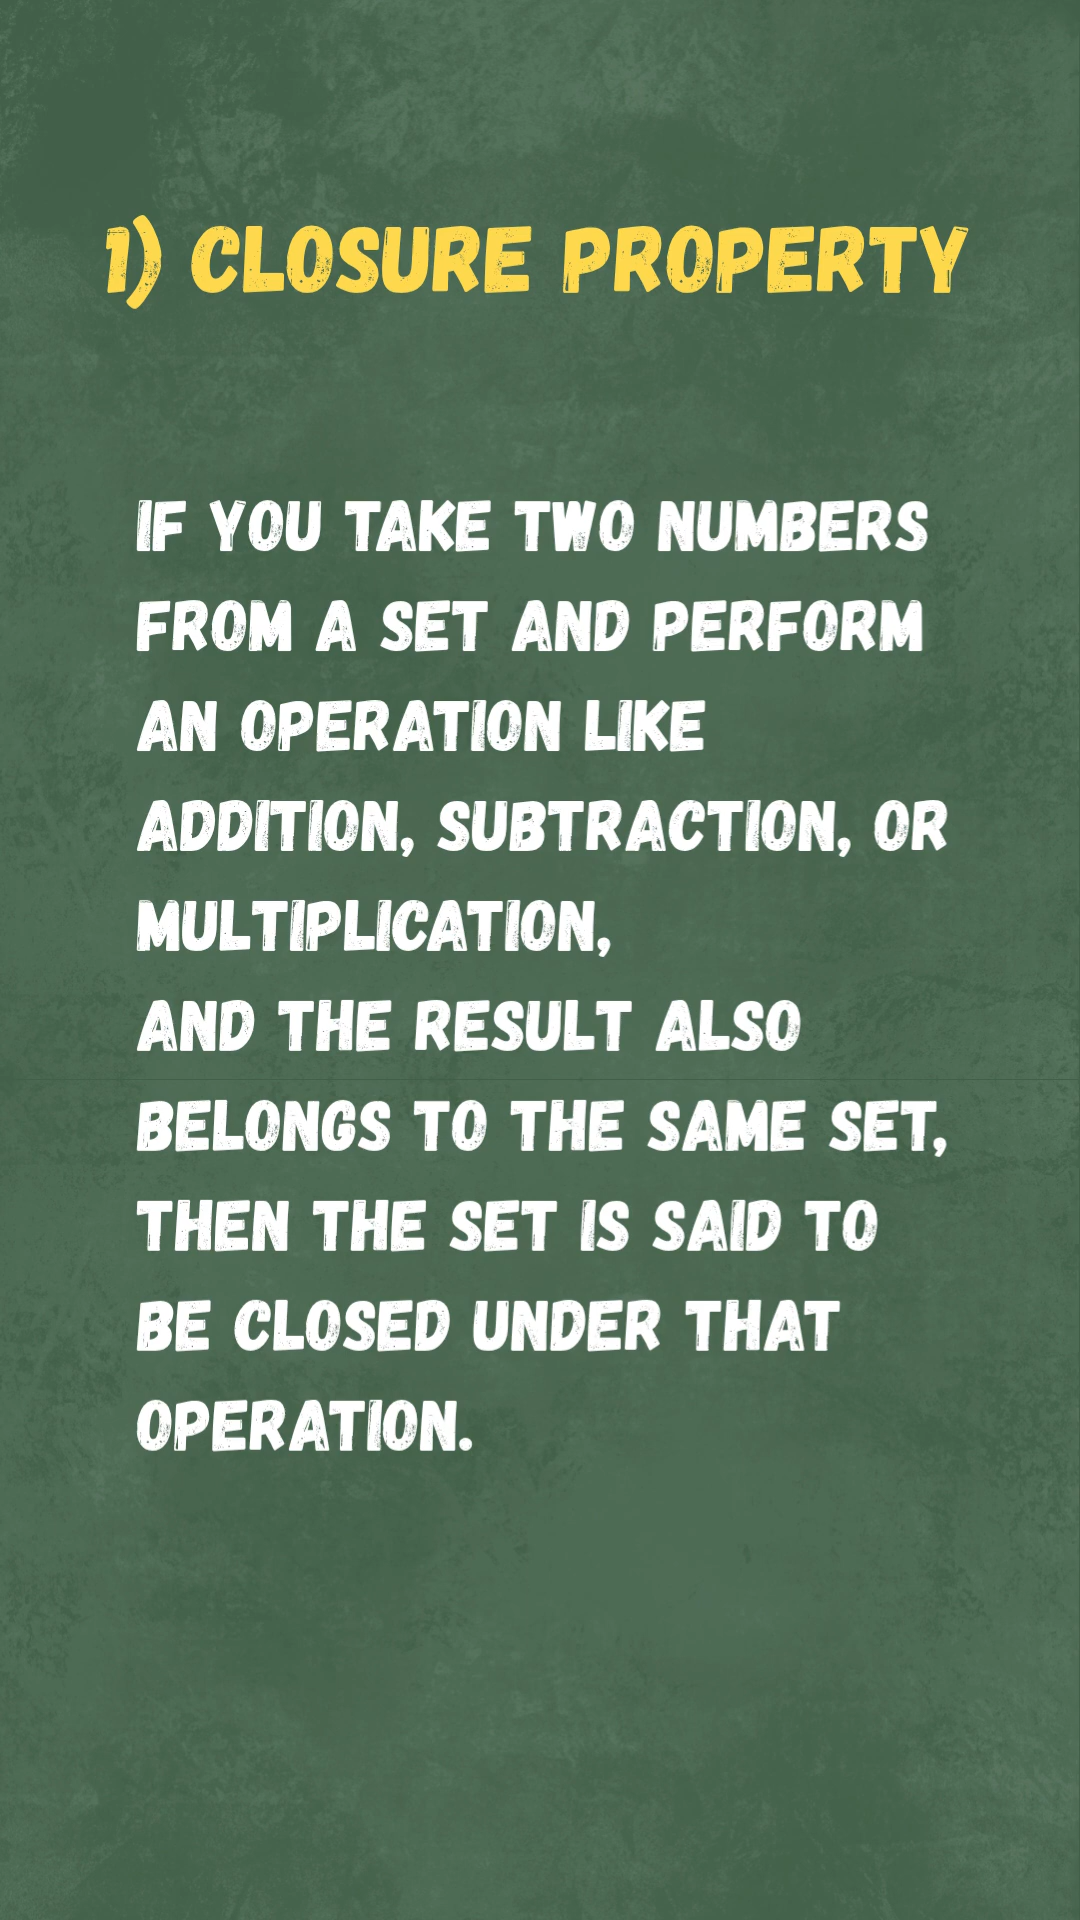 1) CLOSURE PROPERTY
IF YOU TAKE TWO NUMBERS
FROM A SET AND PERFORM
AN OPERATION LIKE
ADDITION, SUBTRACTION, OR
MULTIPLICATION,
AND THE RESULT ALSO
BELONGS TO THE SAME SET,
THEN THE SET IS SAID TO
BE CLOSED UNDER THAT
OPERATION.